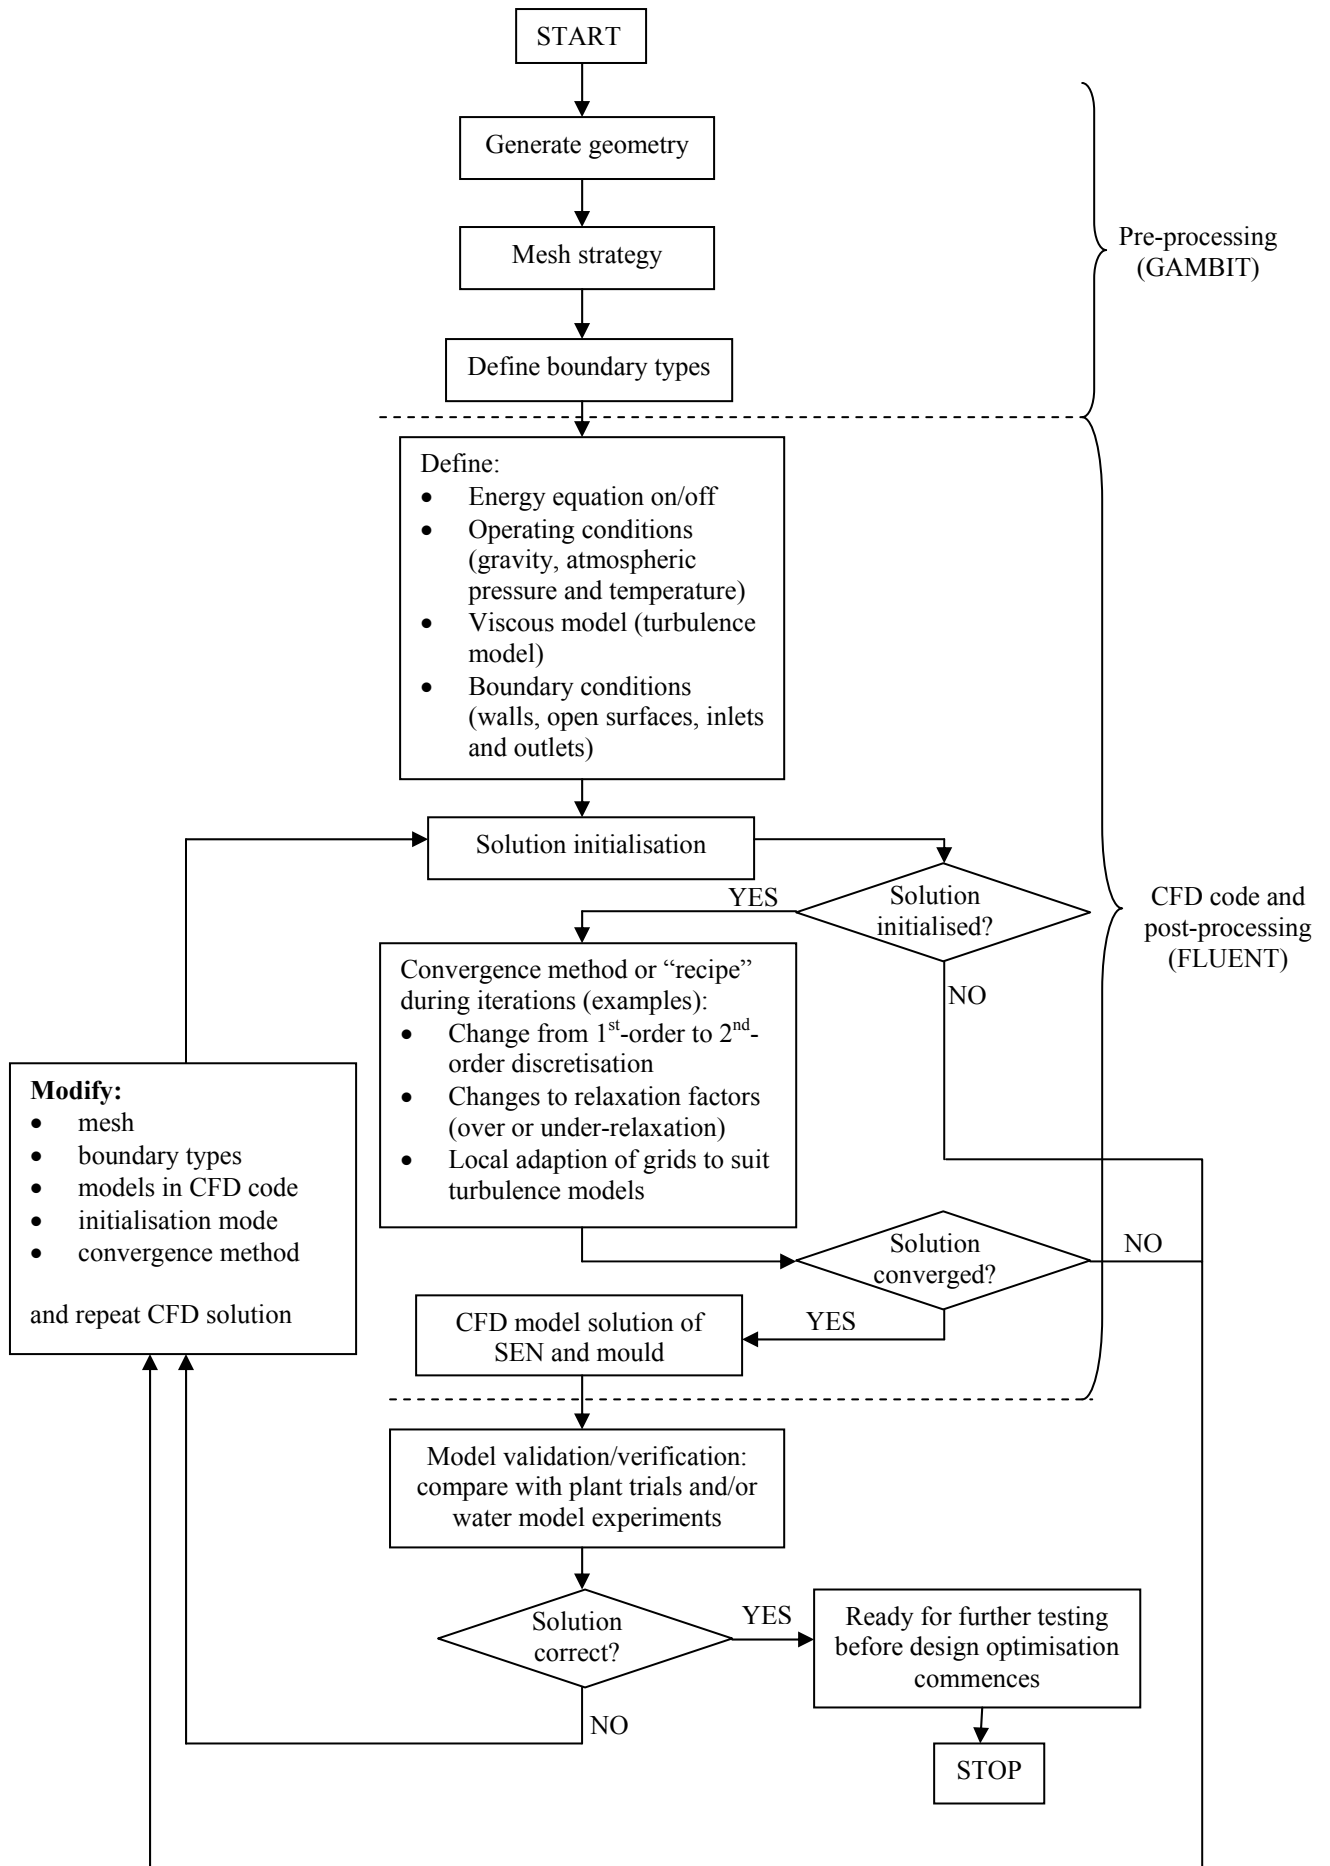 START
Generate geometry
Mesh strategy
Pre-processing
(GAMBIT)
Define boundary types
Define:
• Energy equation on/off
• Operating conditions
(gravity, atmospheric
pressure and temperature)
• Viscous model (turbulence
model)
• Boundary conditions
(walls, open surfaces, inlets
and outlets)
Solution initialisation
YES
Solution
initialised?
CFD code and
post-processing
(FLUENT)
NO
Convergence method or “recipe”
during iterations (examples):
• Change from 1st-order to 2nd-
order discretisation
• Changes to relaxation factors
(over or under-relaxation)
• Local adaption of grids to suit
turbulence models
Modify:
• mesh
• boundary types
• models in CFD code
• initialisation mode
• convergence method
and repeat CFD solution
Solution
converged?
NO
YES
CFD model solution of
SEN and mould
Model validation/verification:
compare with plant trials and/or
water model experiments
Solution
correct?
YES
Ready for further testing
before design optimisation
commences
NO
STOP